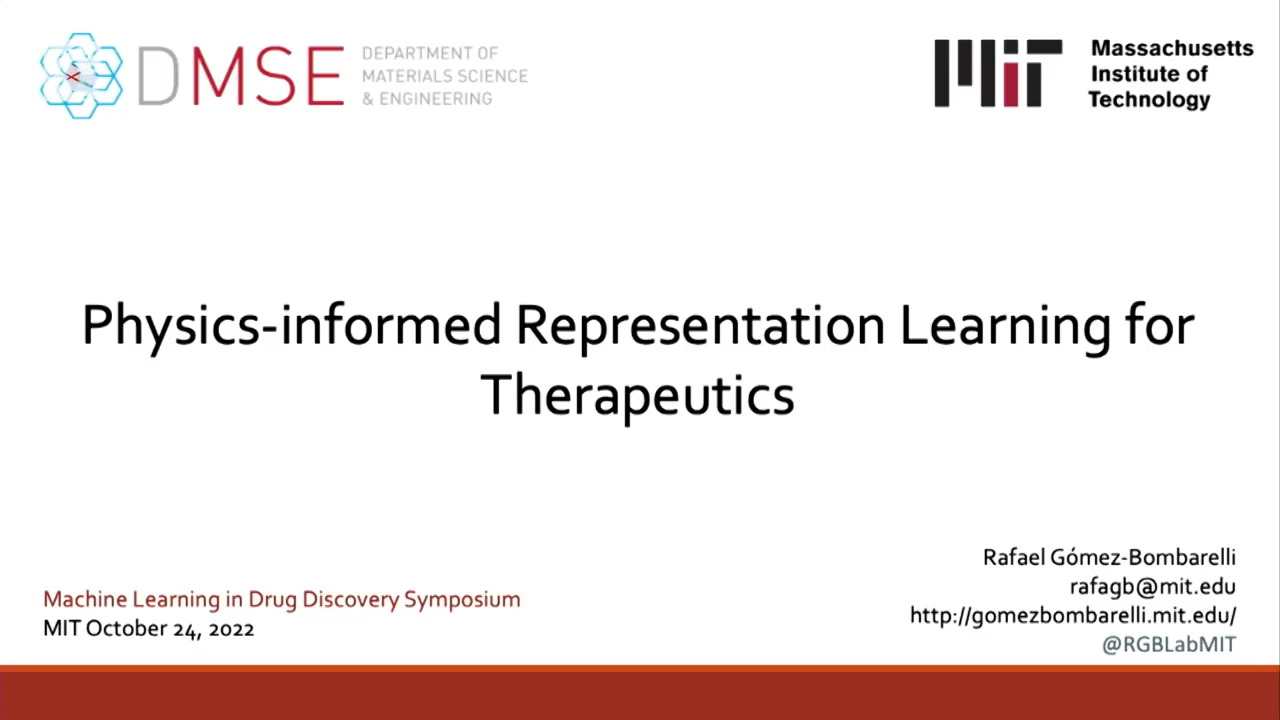 DMSE
DEPARTMENT OF
MATERIALS SCIENCE
& ENGINEERING
MIT
Massachusetts
Institute of
Technology
Physics-informed Representation Learning for
Therapeutics
Machine Learning in Drug Discovery Symposium
MIT October 24, 2022
Rafael Gómez-Bombarelli
rafagb@mit.edu
http://gomezbombarelli.mit.edu/
@RGBLabMIT